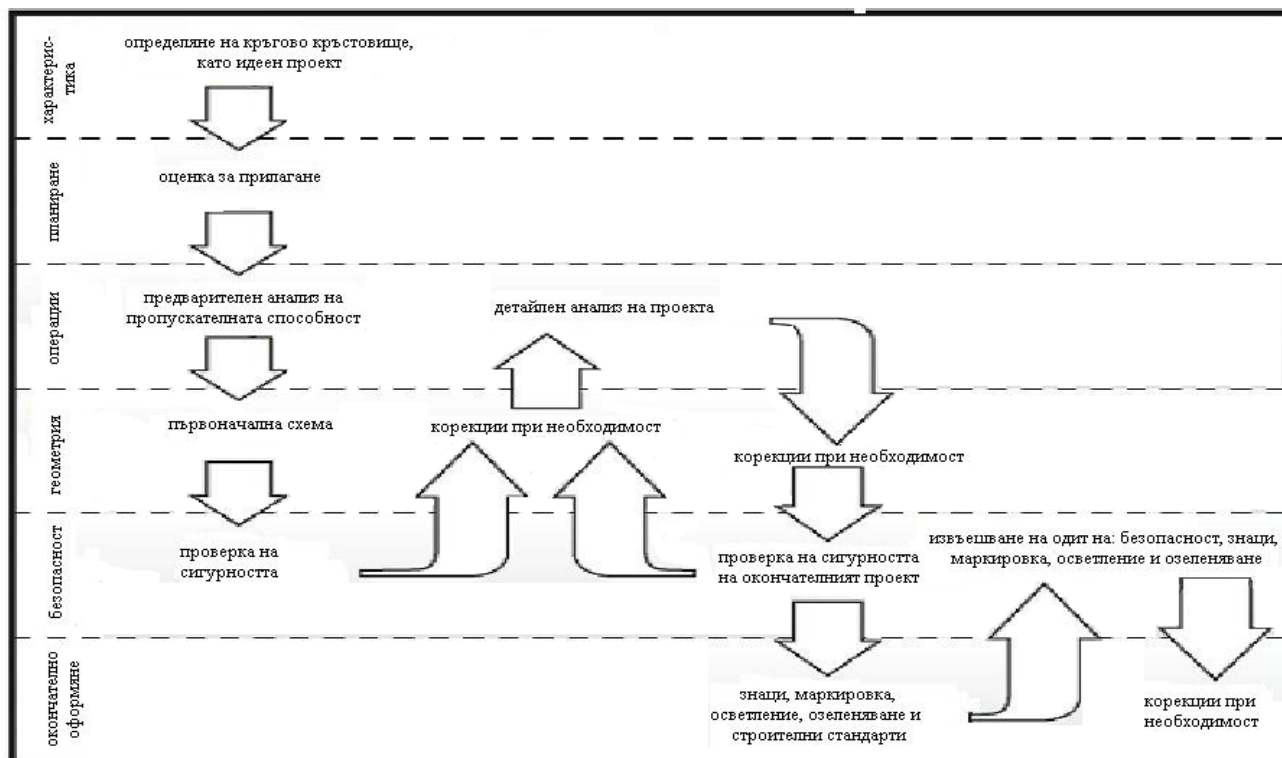 характерис-
тика
определяне на кръгово кръстовище,
като идеен проект
планиране
оценка за прилагане
операции
предварителен анализ на
пропускателната способност
детайлен анализ на проекта
геометрия
първоначална схема
корекции при необходимост
корекции при необходимост
безопасност
проверка на
сигурността
проверка на сигурността
на окончателният проект
извъешване на одит на: безопасност, знаци,
маркировка, осветление и озеленяване
окончателно
оформяне
знаци, маркировка,
осветление, озеленяване и
строителни стандарти
корекции при
необходимост